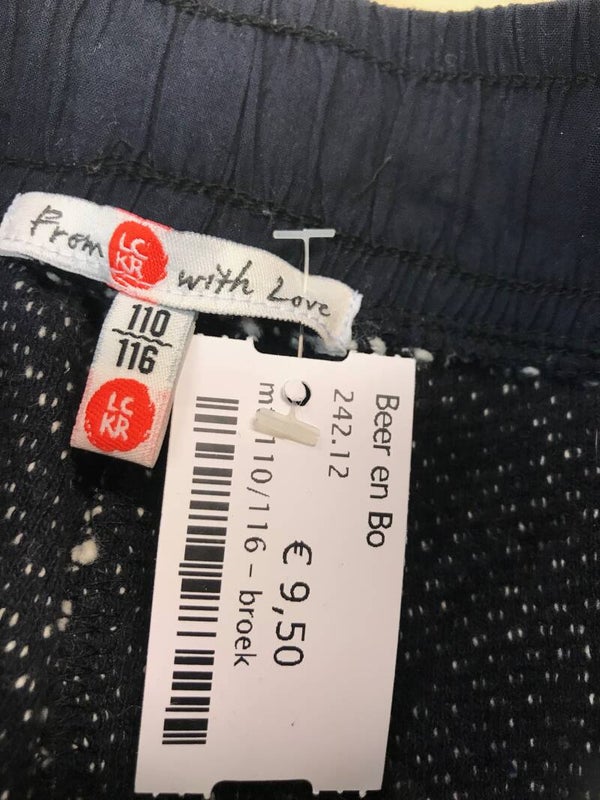 From LC KR with Love
110
116
LC
KR
Beer en Bo
242.12
€ 9,50
110/116 – broek